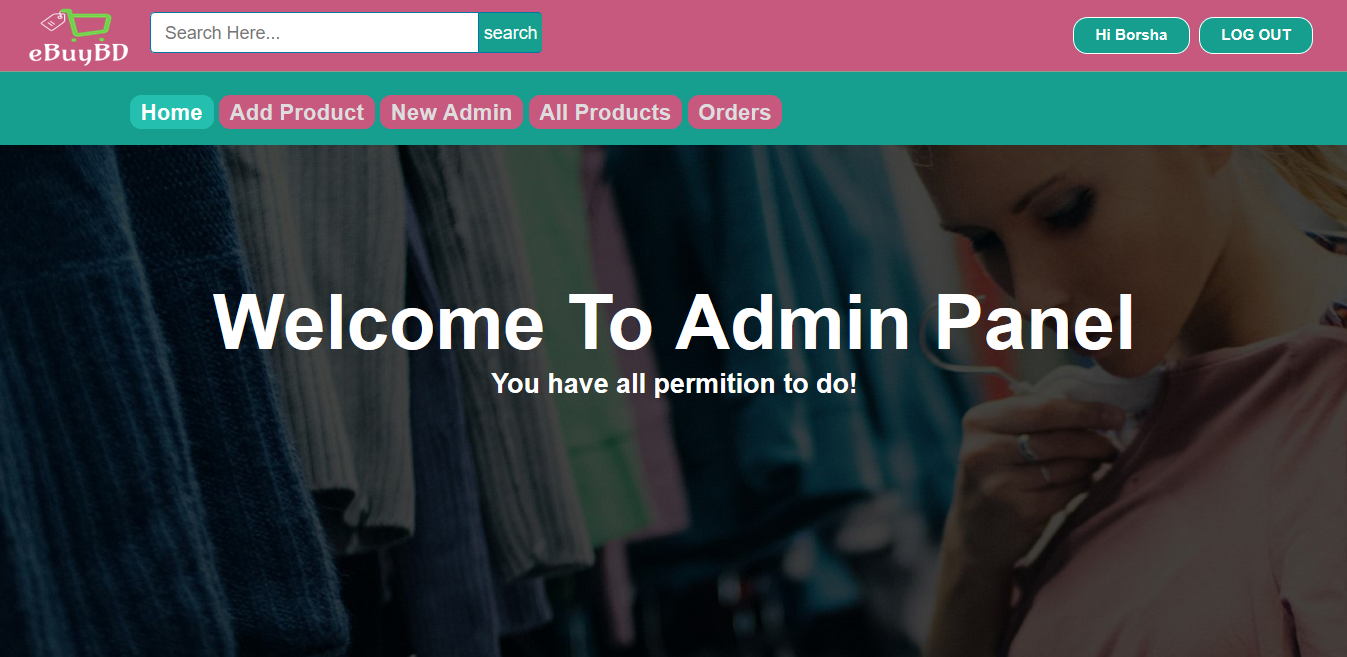 eBuyBD
Search Here...
search
Hi Borsha
LOG OUT
Home
Add Product
New Admin
All Products
Orders
Welcome To Admin Panel
You have all permition to do!